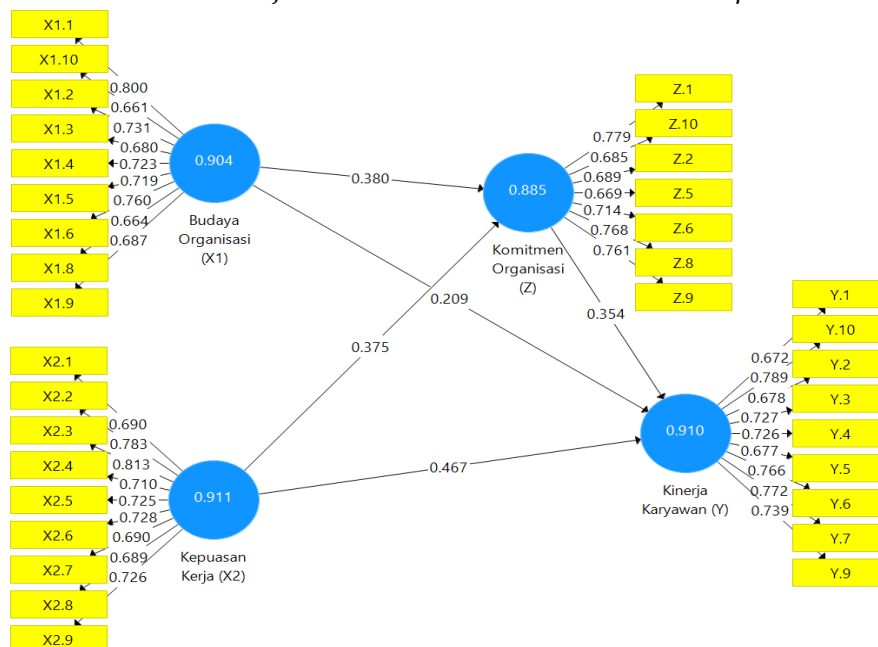 X1.1
X1.10
X1.2
X1.3
X1.4
X1.5
X1.6
X1.8
X1.9
0.800
0.661
0.731
0.680
0.723
0.719
0.760
0.664
0.687
0.904
Budaya
Organisasi
(X1)
0.380
0.209
0.375
0.467
0.354
0.885
Komitmen
Organisasi
(Z)
0.779
0.685
0.689
0.669
0.714
0.768
0.761
Z.1
Z.10
Z.2
Z.5
Z.6
Z.8
Z.9
X2.1
X2.2
X2.3
X2.4
X2.5
X2.6
X2.7
X2.8
X2.9
0.690
0.783
0.813
0.710
0.725
0.728
0.690
0.689
0.726
0.911
Kepuasan
Kerja (X2)
0.910
Kinerja
Karyawan (Y)
0.672
0.789
0.678
0.727
0.726
0.677
0.766
0.772
0.739
Y.1
Y.10
Y.2
Y.3
Y.4
Y.5
Y.6
Y.7
Y.9